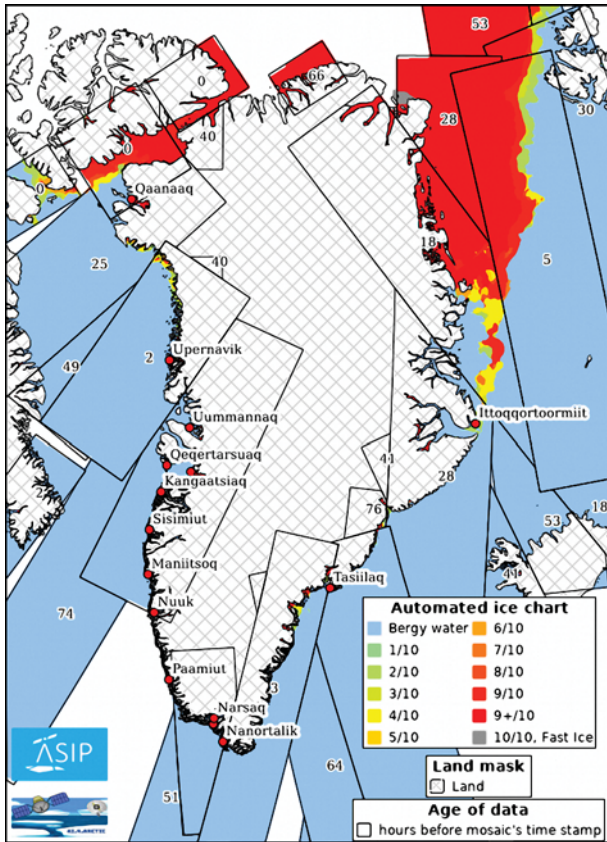 53
0
66
30
40
28
0
0
Qaanaaq
18
25
40
5
2
Upernavik
49
Ittoqqortoormiit
Uummannaq
Qeqertarsuaq
41
28
Kangaatsiaq
2
76
18
Sisimiut
53
41
Maniitsoq
Tasiilaq
74
Nuuk
Automated ice chart
Bergy water
1/10
2/10
3/10
4/10
5/10
6/10
7/10
8/10
9/10
9+/10
10/10, Fast Ice
Paamiut
3
Narsaq
Nanortalik
64
51
ASIP
Land mask
Land
Age of data
hours before mosaic's time stamp